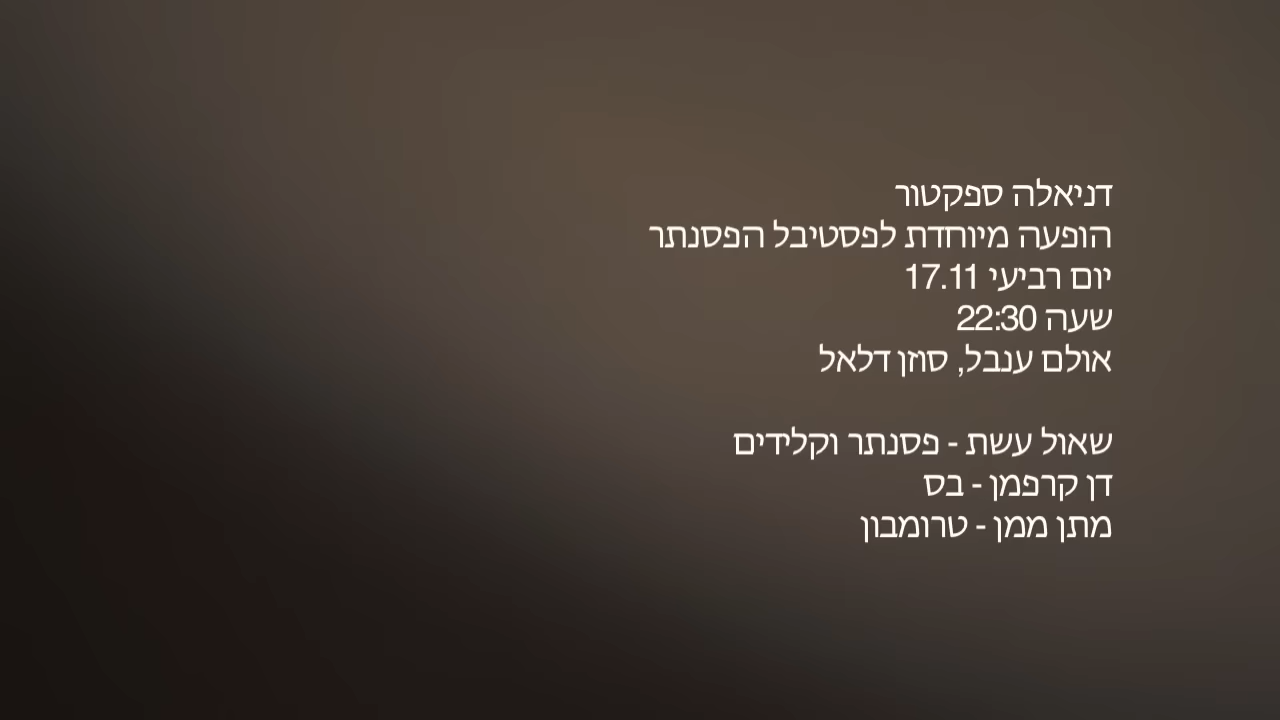 דניאלה ספקטור
הופעה מיוחדת לפסטיבל הפסנתר
יום רביעי 17.11
שעה 22:30
אולם ענבל, סוזן דלאל
שאול עשת - פסנתר וקלידים
דן קרפמן - בס
מתן ממן - טרומבון